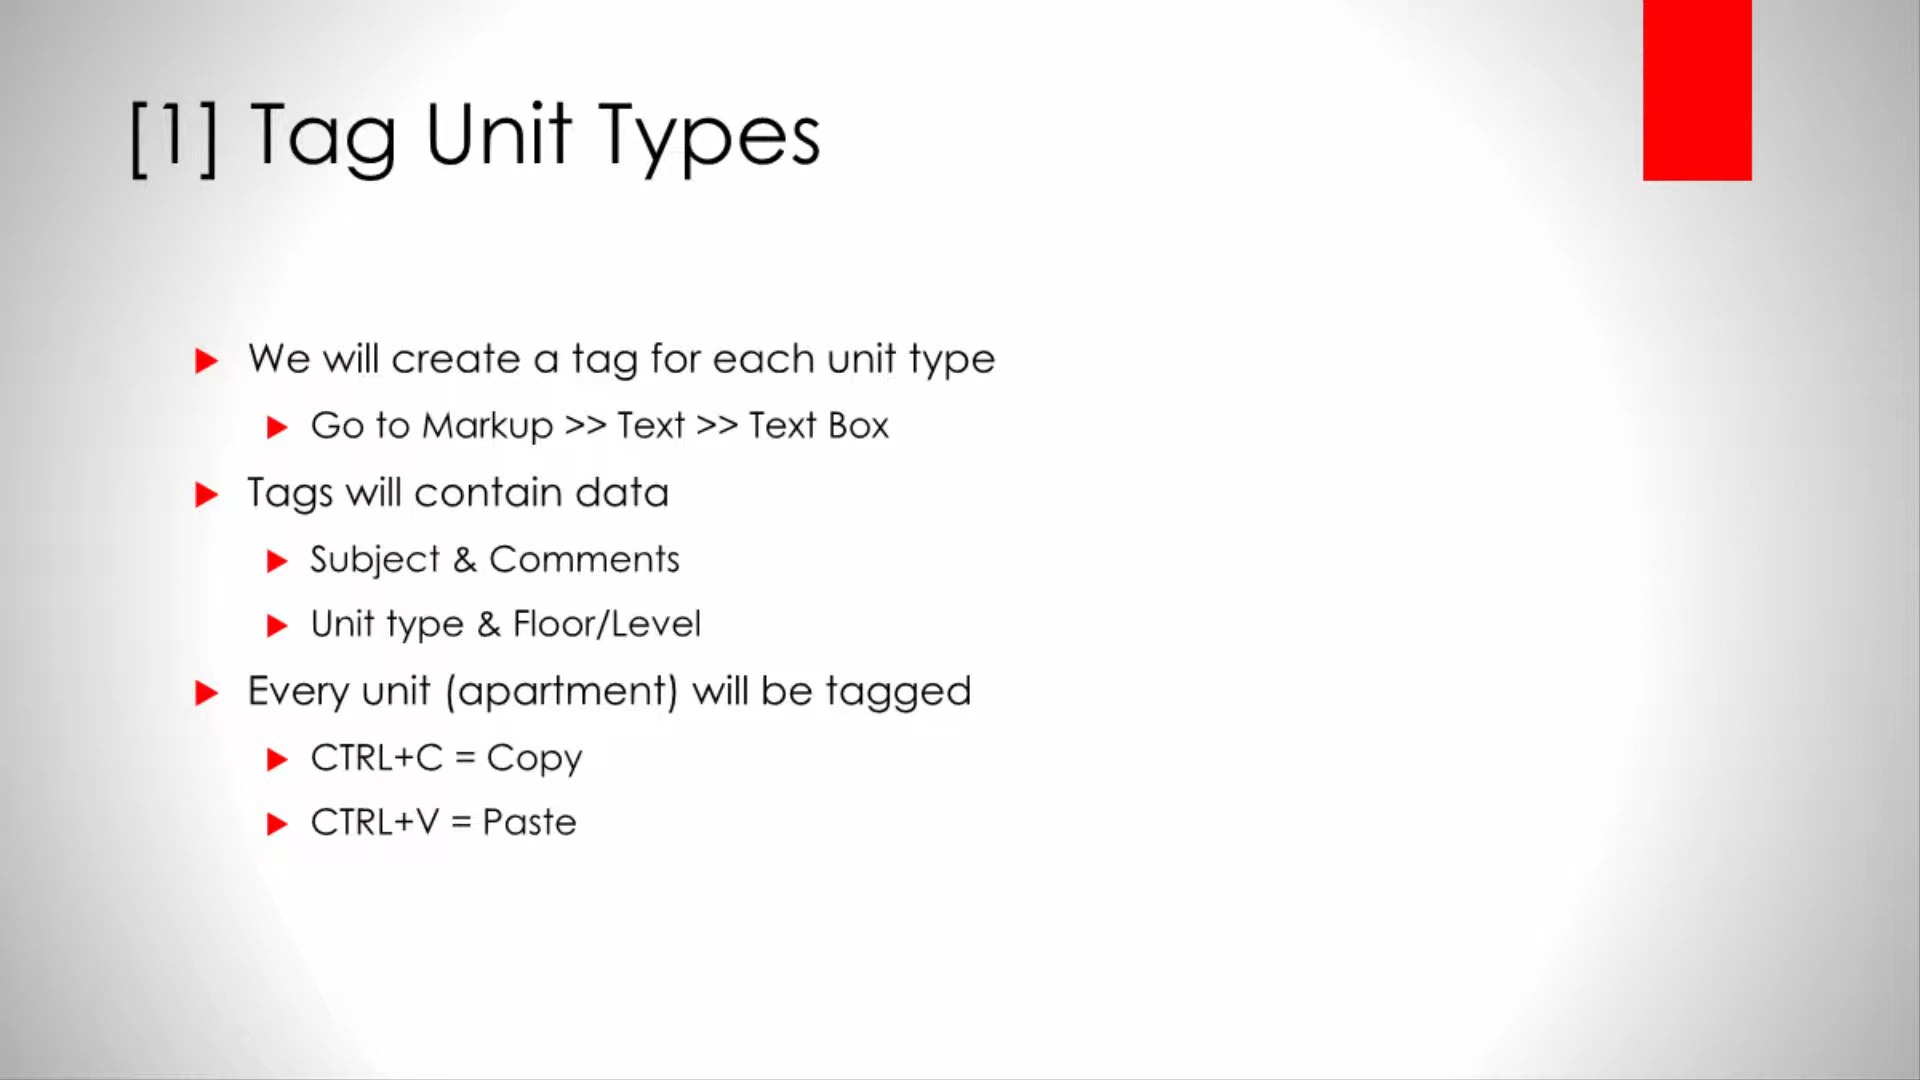 [1] Tag Unit Types
We will create a tag for each unit type
Go to Markup >> Text >> Text Box
Tags will contain data
Subject & Comments
Unit type & Floor/Level
Every unit (apartment) will be tagged
CTRL+C = Copy
CTRL+V = Paste